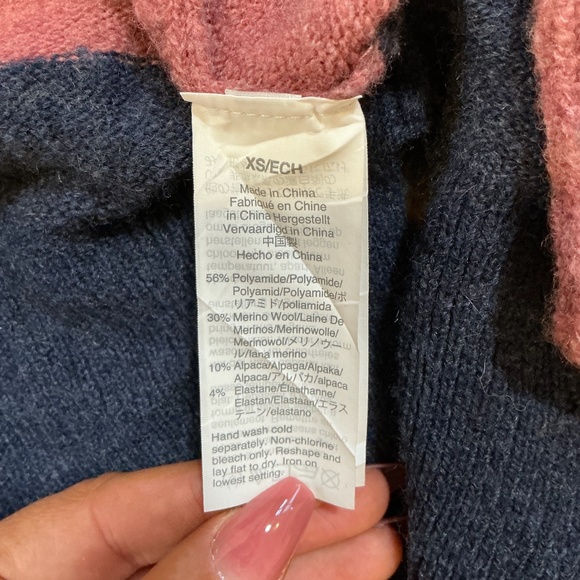 XS/ECH
Made in China
Fabriqué en Chine
in China Hergestellt
Vervaardigd in China
中国製
Hecho en China
56% Polyamide/Polyamide/
Polyamid/Polyamide/ポ
リアミド/poliamida
30% Merino Wool/Laine De
Merinos/Merinowolle/
Merinowol/メリノウー
ル/lana merino
10% Alpaca/Alpaga/Alpaka/
Alpaca/アルパカ/alpaca
4% Elastane/Élasthanne/
Elastan/Elastaan/エラス
テーン/elastano
Hand wash cold
separately. Non-chlorine
bleach only. Reshape and
lay flat to dry. Iron on
lowest setting.